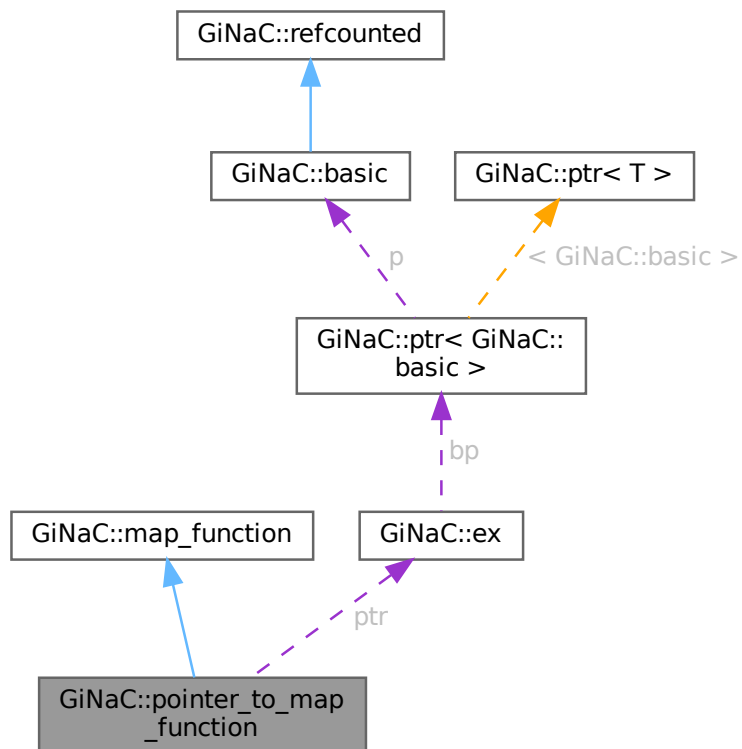 GiNaC::refcounted
GiNaC::basic
GiNaC::ptr< T >
p
< GiNaC::basic >
GiNaC::ptr< GiNaC::
basic >
bp
GiNaC::map_function
GiNaC::ex
ptr
GiNaC::pointer_to_map
_function